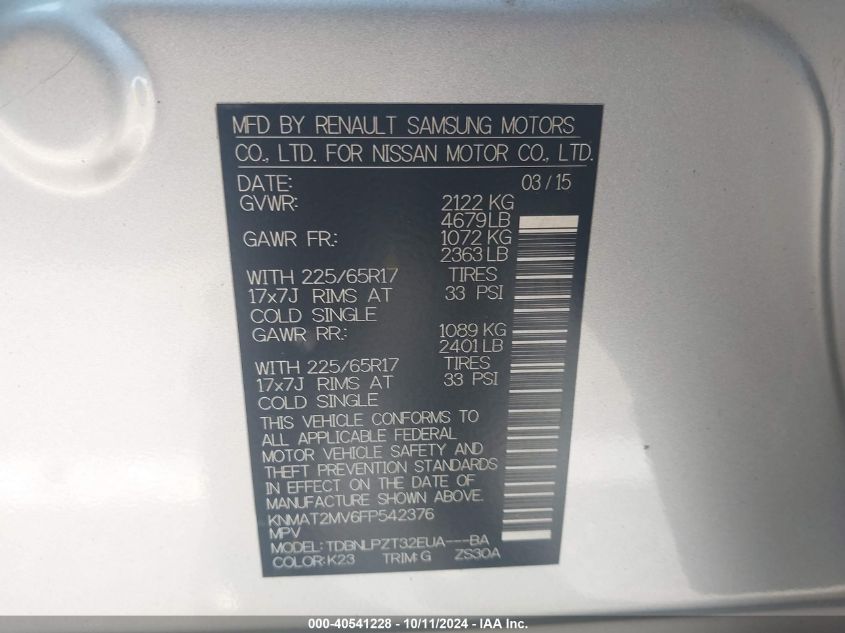 MFD BY RENAULT SAMSUNG MOTORS
CO., LTD. FOR NISSAN MOTOR CO., LTD.
DATE: 03/15
GVWR: 2122 KG
4679 LB
GAWR FR.: 1072 KG
2363 LB
WITH 225/65R17 TIRES
17x7J RIMS AT 33 PSI
COLD SINGLE
GAWR RR.: 1089 KG
2401 LB
WITH 225/65R17 TIRES
17x7J RIMS AT 33 PSI
COLD SINGLE
THIS VEHICLE CONFORMS TO
ALL APPLICABLE FEDERAL
MOTOR VEHICLE SAFETY AND
THEFT PREVENTION STANDARDS
IN EFFECT ON THE DATE OF
MANUFACTURE SHOWN ABOVE.
KNMAT2MV6FP542376
MPV
MODEL: TDBNLPZT32EUA---BA
COLOR: K23 TRIM: G ZS30A
000-40541228 - 10/11/2024 - IAA Inc.